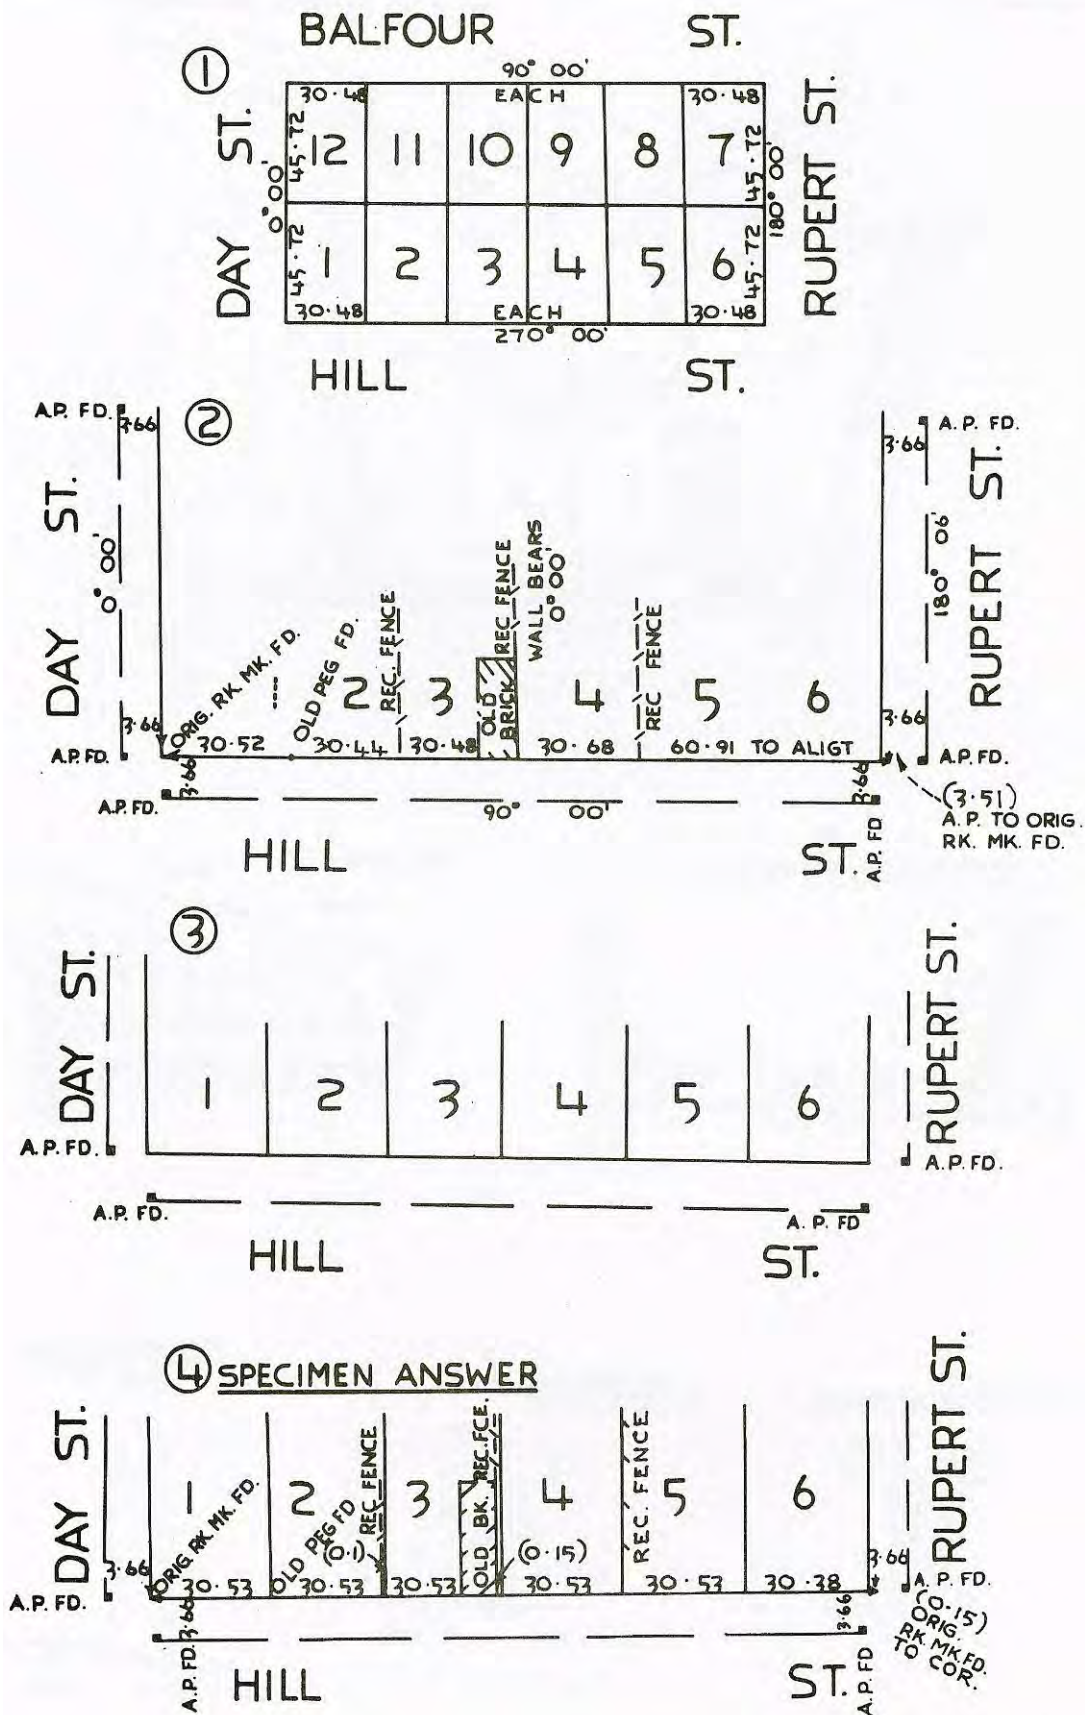 BALFOUR ST.
①
90° 00'
30·48 EACH 30·48
DAY ST.
0° 00'
45·72
12 11 10 9 8 7
45·72
180° 00'
RUPERT ST.
45·72
1 2 3 4 5 6
45·72
30·48 EACH 30·48
270° 00'
HILL ST.
②
A.P. FD.
3·66
3·66
A.P. FD.
DAY ST.
0° 00'
RUPERT ST.
180° 06'
ORIG. RK. MK. FD.
OLD PEG FD.
REC. FENCE
OLD BRICK
REC FENCE
WALL BEARS
0° 00'
REC FENCE
2 3 4 5 6
3·66
30·52 30·44 30·48 30·68 60·91 TO ALIGT
3·66
A.P. FD.
A.P. FD.
3·66
3·66
A.P. FD.
90° 00'
A.P. FD
(3·51)
A.P. TO ORIG.
RK. MK. FD.
HILL ST.
③
DAY ST.
RUPERT ST.
1 2 3 4 5 6
A.P. FD.
A.P. FD.
A.P. FD.
A. P. FD
HILL ST.
④ SPECIMEN ANSWER
DAY ST.
RUPERT ST.
1 2 3 4 5 6
ORIG. RK. MK. FD.
OLD PEG FD
REC FENCE
(0·1)
OLD BK.
REC. FCE.
(0·15)
REC. FENCE
3·66
30·53 30·53 30·53 30·53 30·53 30·38
3·66
A.P. FD.
A. P. FD.
(0·15)
ORIG.
RK. MK. FD.
TO COR.
3·66
3·66
A.P. FD.
A.P. FD
HILL ST.